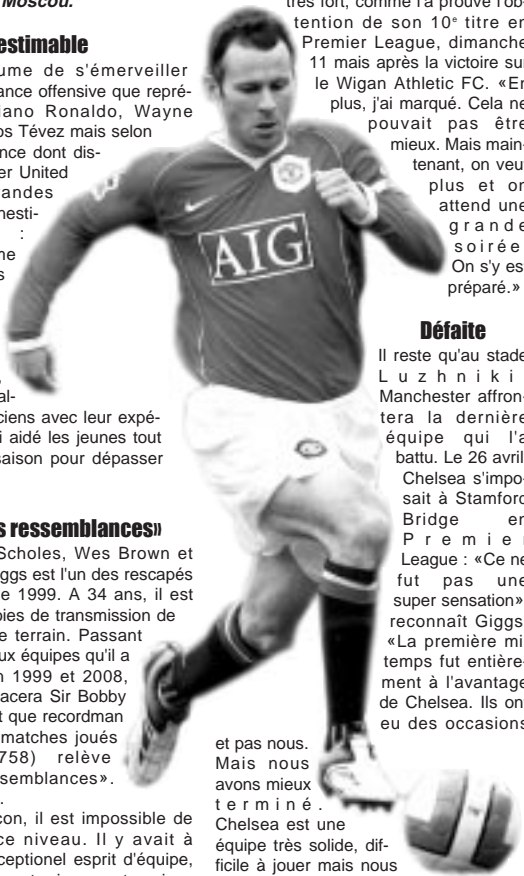 Moscou.
estimable
ume de s'émerveiller
ance offensive que repré-
iano Ronaldo, Wayne
os Tévez mais selon
nce dont dis-
er United
andes
nesti-
:
ne
s
al-
ciens avec leur expé-
i aidé les jeunes tout
saison pour dépasser
s ressemblances»
Scholes, Wes Brown et
ggs est l'un des rescapés
e 1999. A 34 ans, il est
oies de transmission de
e terrain. Passant
ux équipes qu'il a
n 1999 et 2008,
acera Sir Bobby
t que recordman
matches joués
758) relève
semblances».
.
con, il est impossible de
ce niveau. Il y avait à
ceptionel esprit d'équipe,
AIG
et pas nous.
Mais nous
avons mieux
terminé.
Chelsea est une
équipe très solide, dif-
ficile à jouer mais nous
très fort, comme l'a prouvé l'ob-
tention de son 10e titre en
Premier League, dimanche
11 mai après la victoire sur
le Wigan Athletic FC. «En
plus, j'ai marqué. Cela ne
pouvait pas être
mieux. Mais main-
tenant, on veut
plus et on
attend une
grande
soirée.
On s'y est
préparé.»
Défaite
Il reste qu'au stade
Luzhniki
Manchester affron-
tera la dernière
équipe qui l'a
battu. Le 26 avril
Chelsea s'impo-
sait à Stamford
Bridge en
Premier
League : «Ce ne
fut pas une
super sensation»
reconnaît Giggs
«La première mi
temps fut entière-
ment à l'avantage
de Chelsea. Ils ont
eu des occasions